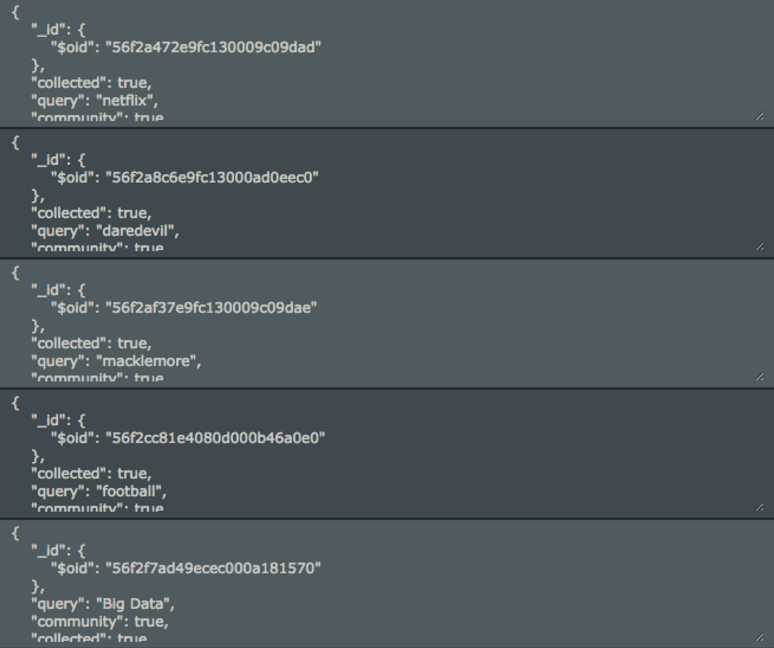 {
"_id": {
"$oid": "56f2a472e9fc130009c09dad"
},
"collected": true,
"query": "netflix",
"community": true
{
"_id": {
"$oid": "56f2a8c6e9fc13000ad0eec0"
},
"collected": true,
"query": "daredevil",
"community": true
{
"_id": {
"$oid": "56f2af37e9fc130009c09dae"
},
"collected": true,
"query": "macklemore",
"community": true
{
"_id": {
"$oid": "56f2cc81e4080d000b46a0e0"
},
"collected": true,
"query": "football",
"community": true
{
"_id": {
"$oid": "56f2f7ad49ecec000a181570"
},
"query": "Big Data",
"community": true,
"collected": true